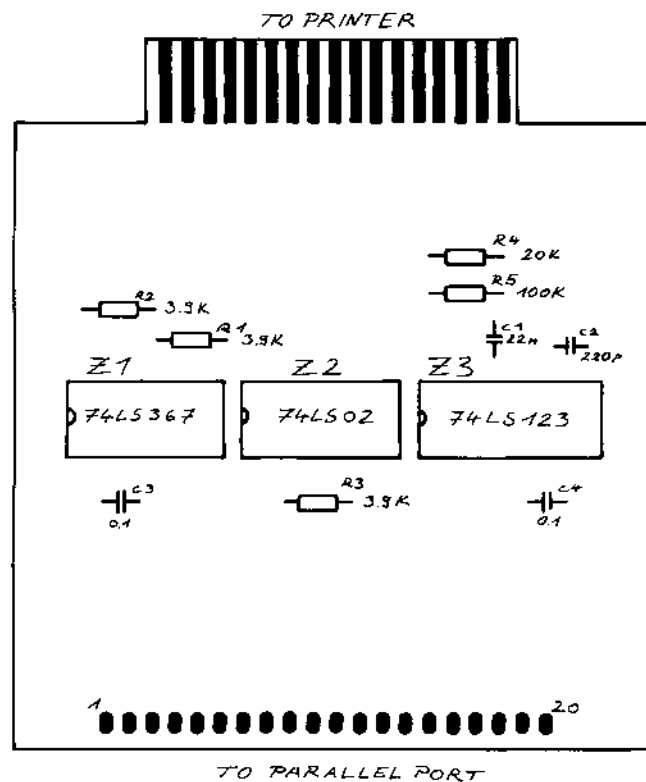 TO PRINTER
R4
20K
R5
100K
R2
3.9K
R1
3.9K
C1
22n
C2
220p
Z1
Z2
Z3
74LS367
74LS02
74LS123
C3
0.1
R3
3.9K
C4
0.1
1
20
TO PARALLEL PORT